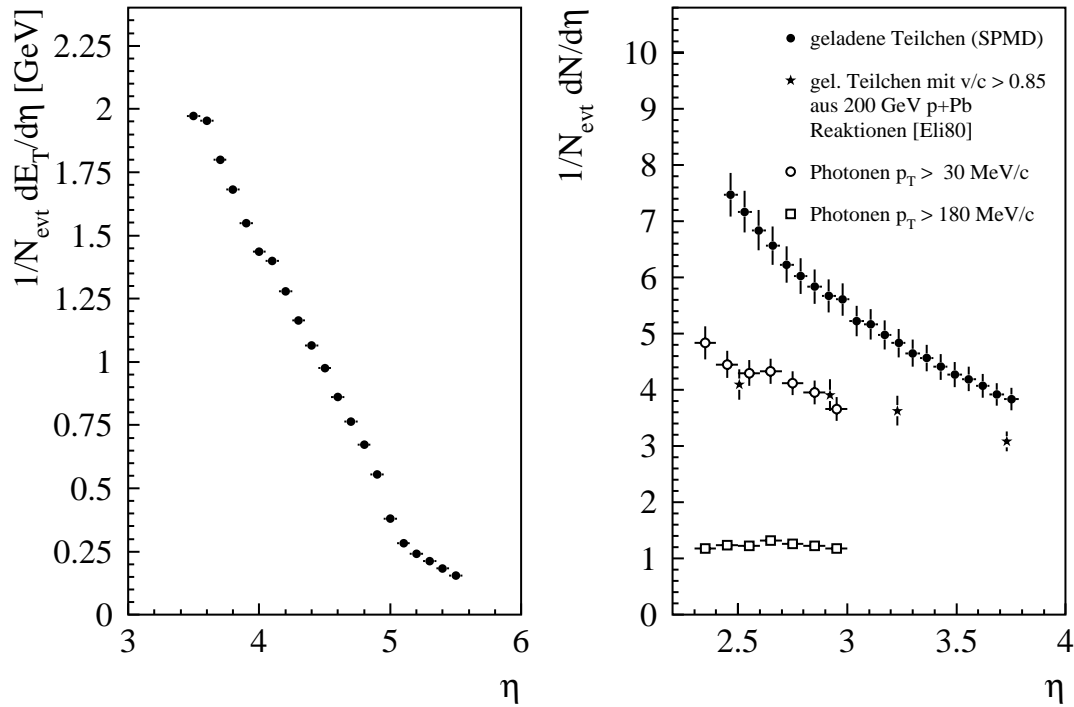 1/N_evt dE_T/dη [GeV]
2.25
2
1.75
1.5
1.25
1
0.75
0.5
0.25
0
3
4
5
6
η
1/N_evt dN/dη
10
9
8
7
6
5
4
3
2
1
0
2.5
3
3.5
4
η
geladene Teilchen (SPMD)
gel. Teilchen mit v/c > 0.85
aus 200 GeV p+Pb
Reaktionen [Eli80]
Photonen p_T > 30 MeV/c
Photonen p_T > 180 MeV/c